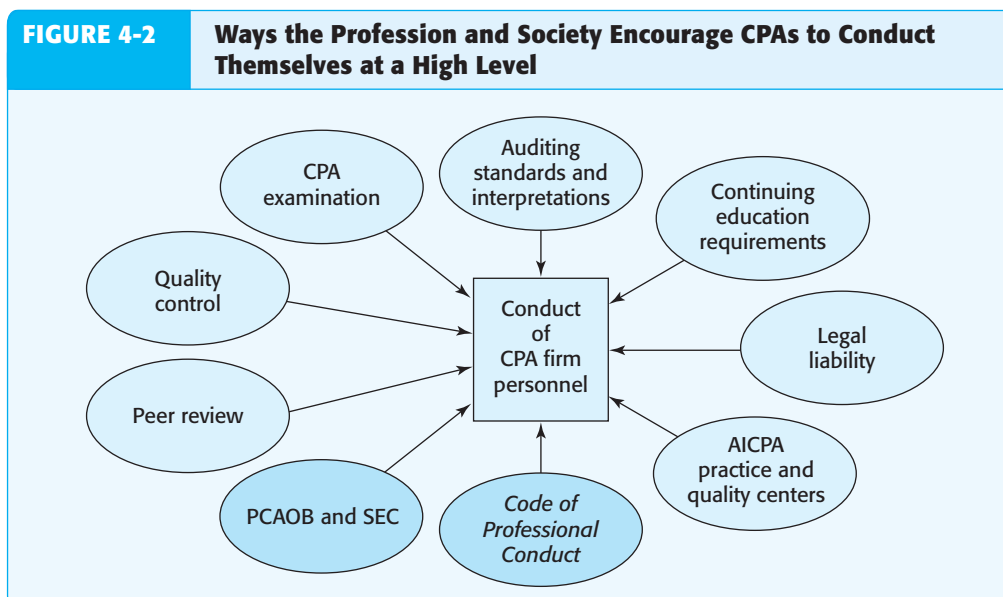 FIGURE 4-2
Ways the Profession and Society Encourage CPAs to Conduct
Themselves at a High Level
CPA
examination
Auditing
standards and
interpretations
Continuing
education
requirements
Quality
control
Conduct
of
CPA firm
personnel
Legal
liability
Peer review
AICPA
practice and
quality centers
PCAOB and SEC
Code of
Professional
Conduct